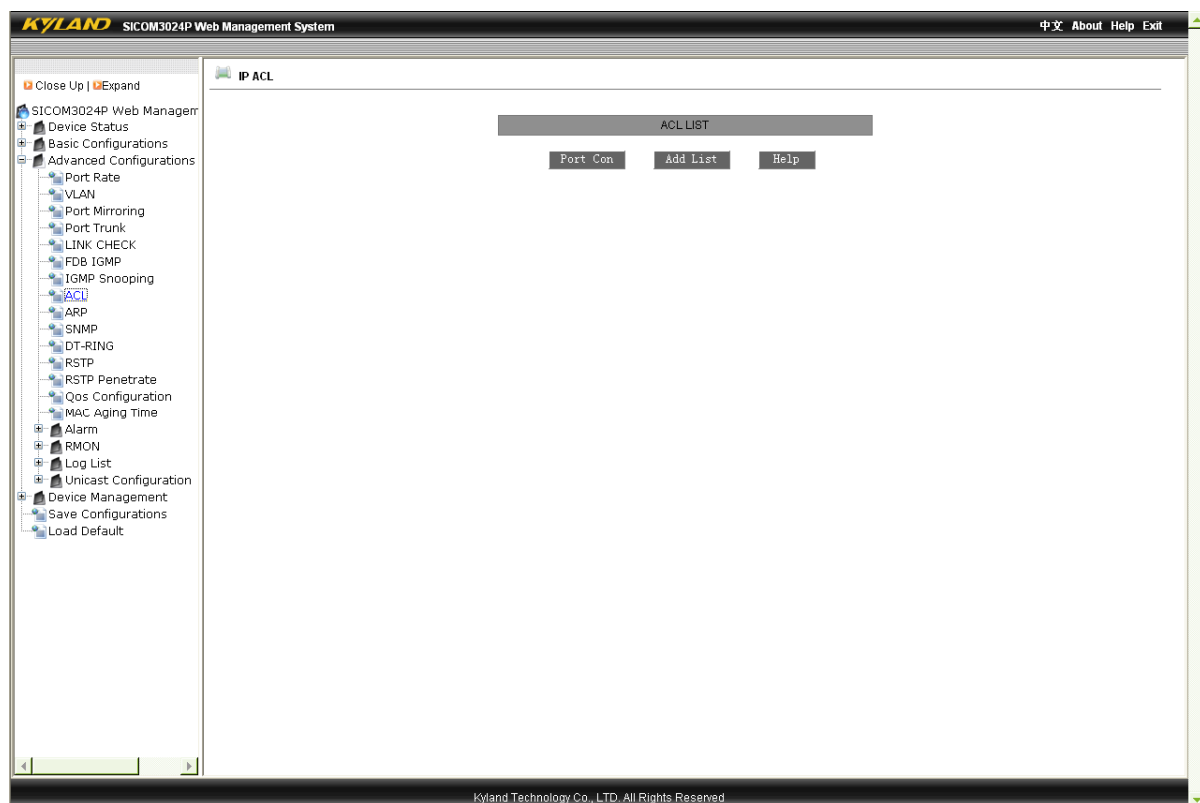 KYLAND SICOM3024P Web Management System 中文 About Help Exit
Close Up | Expand
IP ACL
SICOM3024P Web Managem
Device Status
Basic Configurations
Advanced Configurations
Port Rate
VLAN
Port Mirroring
Port Trunk
LINK CHECK
FDB IGMP
IGMP Snooping
ACL
ARP
SNMP
DT-RING
RSTP
RSTP Penetrate
Qos Configuration
MAC Aging Time
Alarm
RMON
Log List
Unicast Configuration
Device Management
Save Configurations
Load Default
ACL LIST
Port Con Add List Help
Kyland Technology Co., LTD. All Rights Reserved